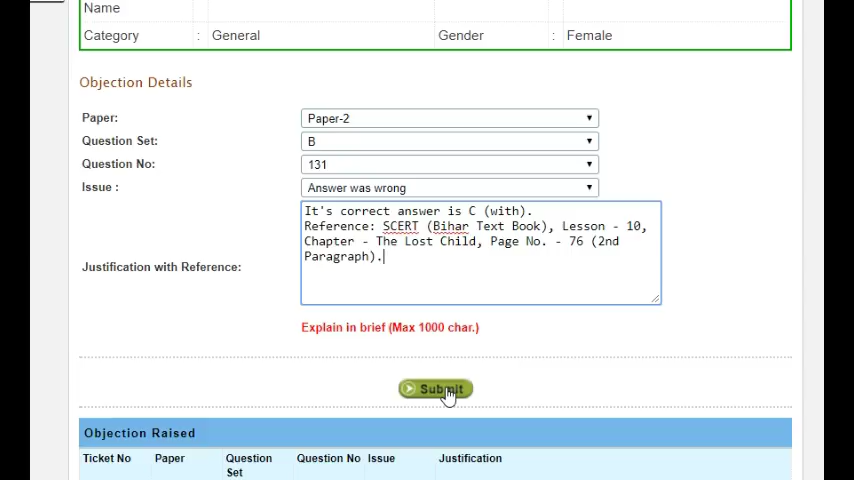 Name
Category : General Gender : Female
Objection Details
Paper: Paper-2
Question Set: B
Question No: 131
Issue : Answer was wrong
It's correct answer is C (with).
Reference: SCERT (Bihar Text Book), Lesson - 10,
Chapter - The Lost Child, Page No. - 76 (2nd
Paragraph).
Justification with Reference:
Explain in brief (Max 1000 char.)
Submit
Objection Raised
Ticket No Paper Question Set Question No Issue Justification